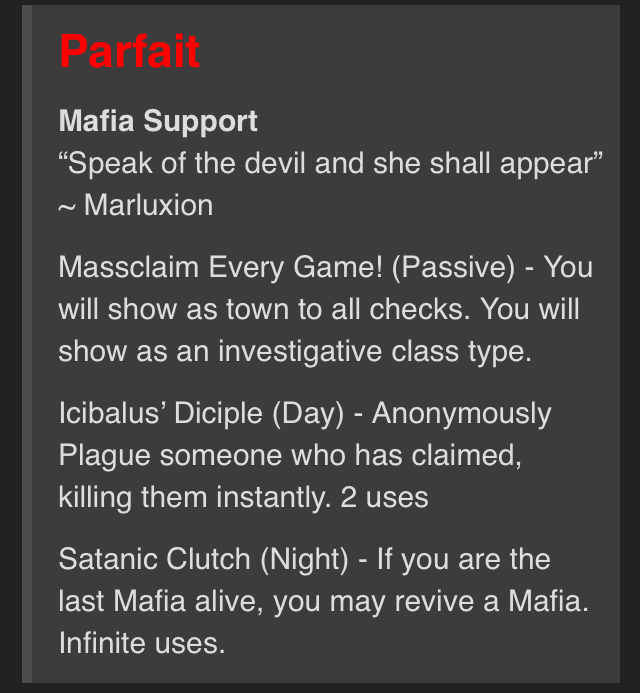 Parfait
Mafia Support
“Speak of the devil and she shall appear”
~ Marluxion
Massclaim Every Game! (Passive) - You
will show as town to all checks. You will
show as an investigative class type.
Icibalus’ Diciple (Day) - Anonymously
Plague someone who has claimed,
killing them instantly. 2 uses
Satanic Clutch (Night) - If you are the
last Mafia alive, you may revive a Mafia.
Infinite uses.